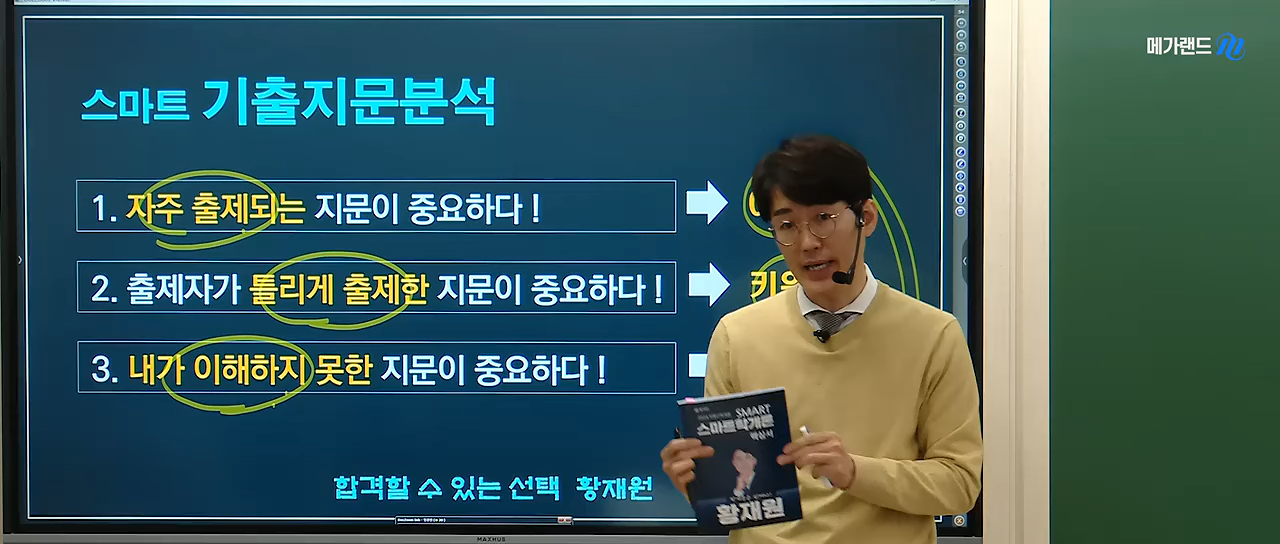 메가랜드
스마트 기출지문분석
1. 자주 출제되는 지문이 중요하다 !
2. 출제자가 틀리게 출제한 지문이 중요하다 !
3. 내가 이해하지 못한 지문이 중요하다 !
합격할 수 있는 선택 황재원
SMART
스마트학개론
황재원
MAXHUB